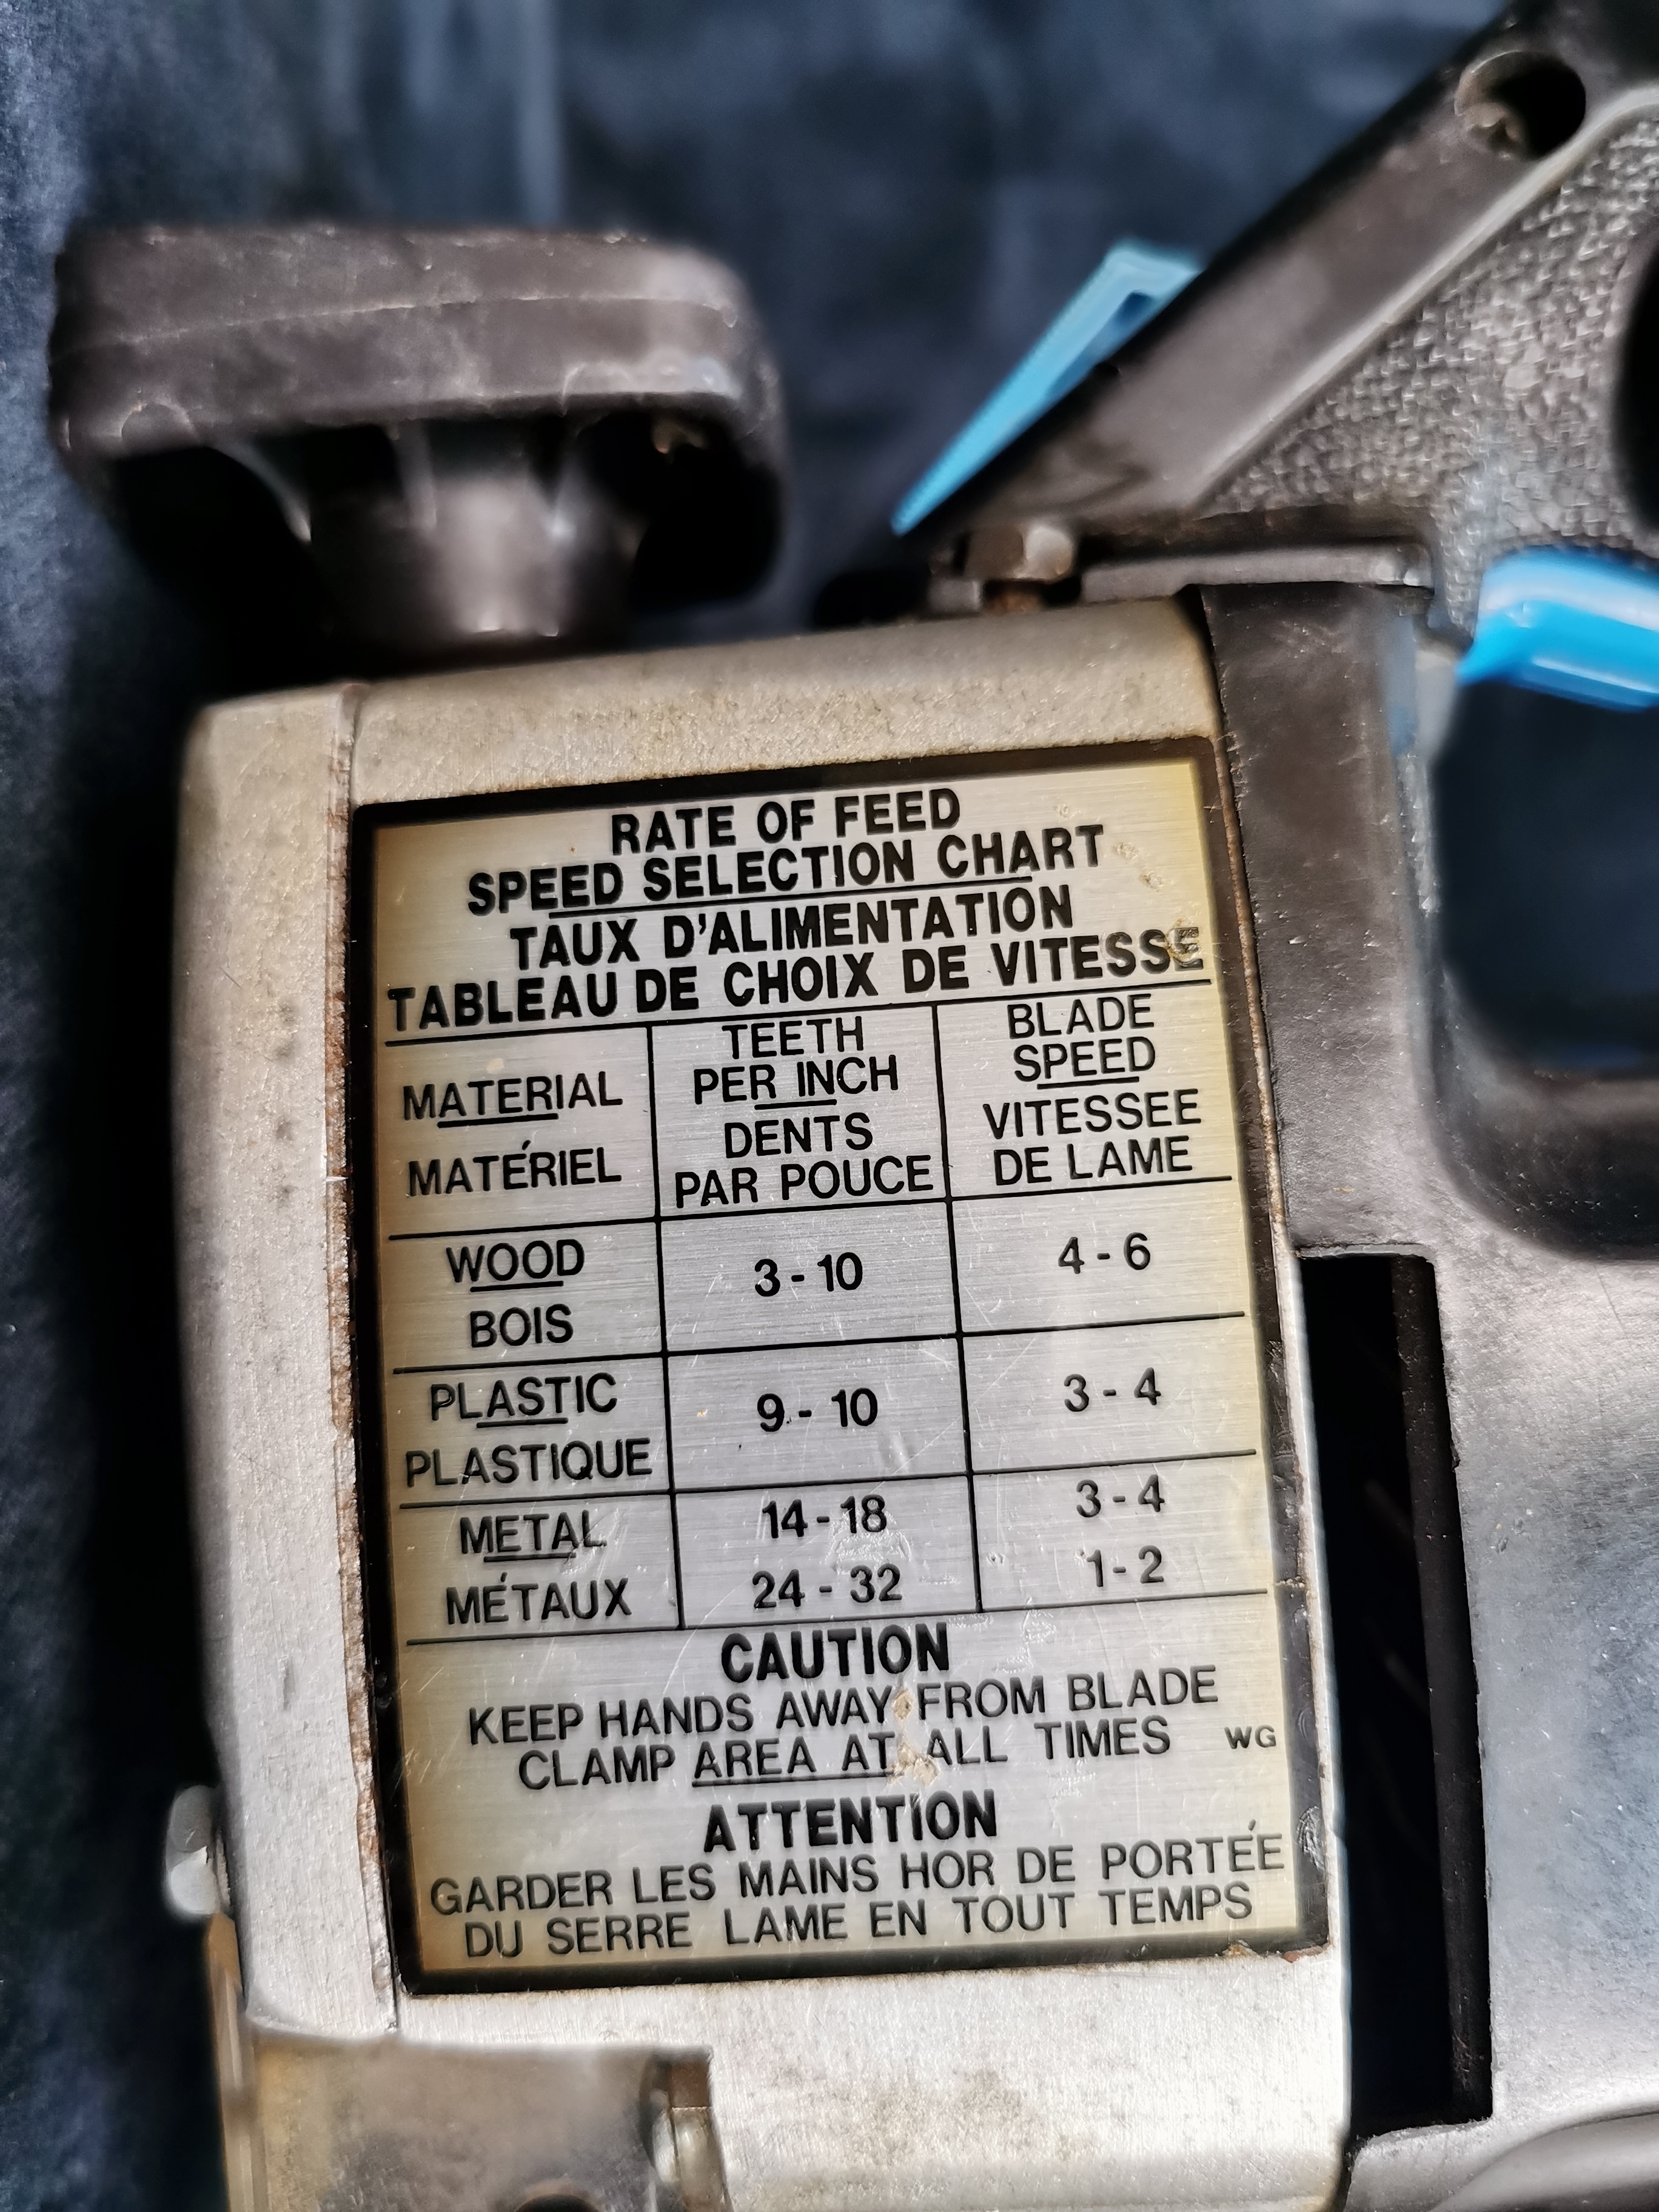 RATE OF FEED
SPEED SELECTION CHART
TAUX D'ALIMENTATION
TABLEAU DE CHOIX DE VITESSE
MATERIAL
MATÉRIEL
TEETH
PER INCH
DENTS
PAR POUCE
BLADE
SPEED
VITESSEE
DE LAME
WOOD
BOIS
3 - 10
4 - 6
PLASTIC
PLASTIQUE
9 - 10
3 - 4
METAL
MÉTAUX
14 - 18
3 - 4
24 - 32
1 - 2
CAUTION
KEEP HANDS AWAY FROM BLADE
CLAMP AREA AT ALL TIMES WG
ATTENTION
GARDER LES MAINS HOR DE PORTÉE
DU SERRE LAME EN TOUT TEMPS